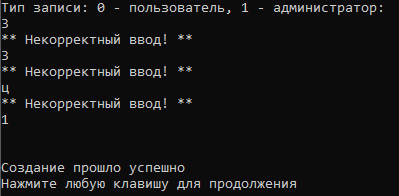 Тип записи: 0 - пользователь, 1 - администратор:
3
** Некорректный ввод! **
3
** Некорректный ввод! **
ц
** Некорректный ввод! **
1
Создание прошло успешно
Нажмите любую клавишу для продолжения